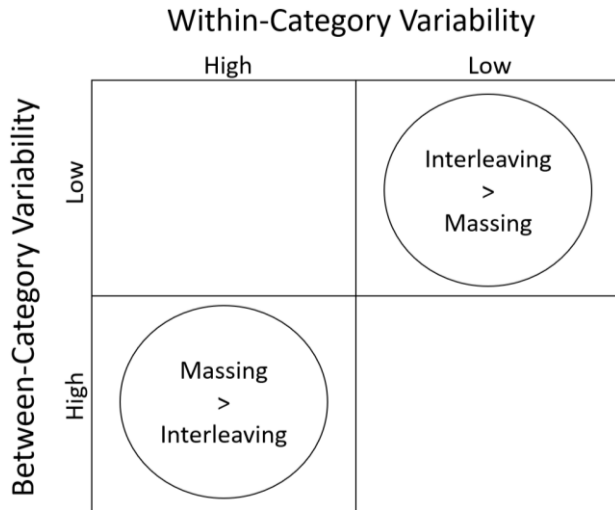 Within-Category Variability
High Low
Between-Category Variability
Low
Interleaving
>
Massing
High
Massing
>
Interleaving